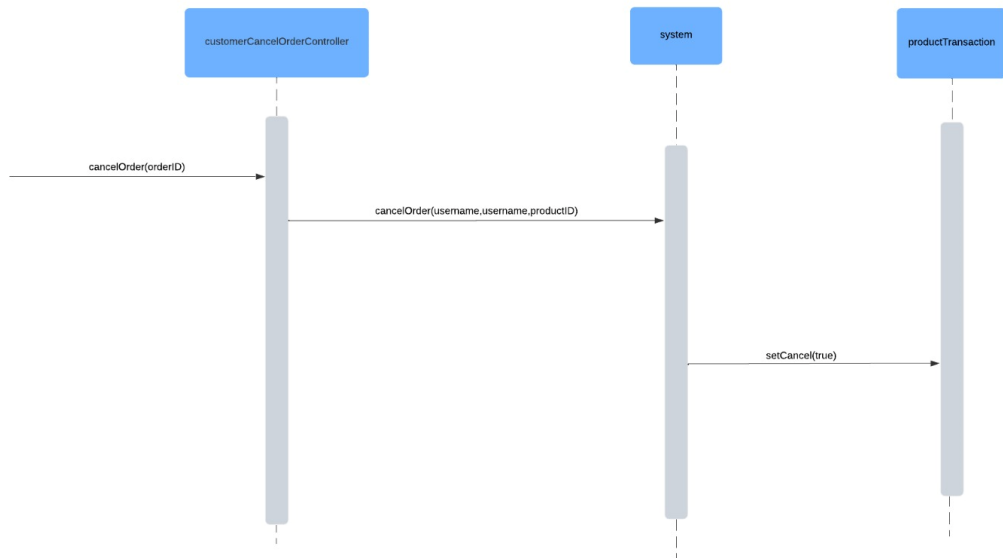 customerCancelOrderController
system
productTransaction
cancelOrder(orderID)
cancelOrder(username,username,productID)
setCancel(true)